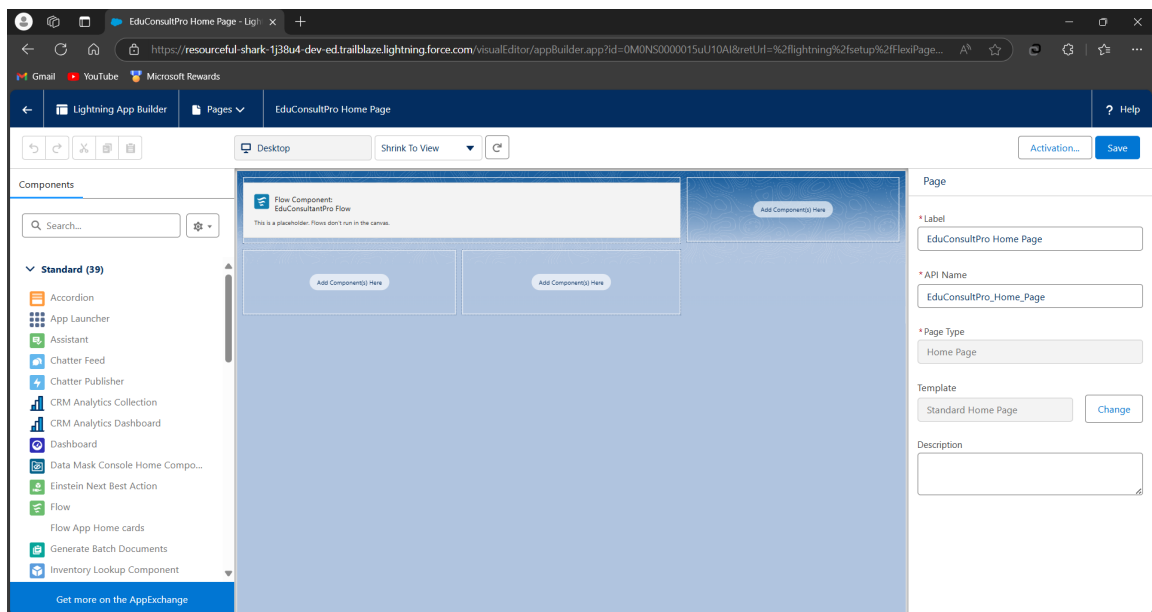 EduConsultPro Home Page - Ligh
https://resourceful-shark-1j38u4-dev-ed.trailblaze.lightning.force.com/visualEditor/appBuilder.app?id=0M0NS0000015uU10AI&retUrl=%2flightning%2fsetup%2fFlexiPage...
Gmail YouTube Microsoft Rewards
Lightning App Builder Pages EduConsultPro Home Page ? Help
Desktop Shrink To View Activation... Save
Components
Search...
Standard (39)
Accordion
App Launcher
Assistant
Chatter Feed
Chatter Publisher
CRM Analytics Collection
CRM Analytics Dashboard
Dashboard
Data Mask Console Home Compo...
Einstein Next Best Action
Flow
Flow App Home cards
Generate Batch Documents
Inventory Lookup Component
Get more on the AppExchange
Flow Component:
EduConsultantPro Flow
This is a placeholder. Flows don't run in the canvas.
Add Component(s) Here
Add Component(s) Here
Add Component(s) Here
Page
*Label
EduConsultPro Home Page
*API Name
EduConsultPro_Home_Page
*Page Type
Home Page
Template
Standard Home Page
Change
Description